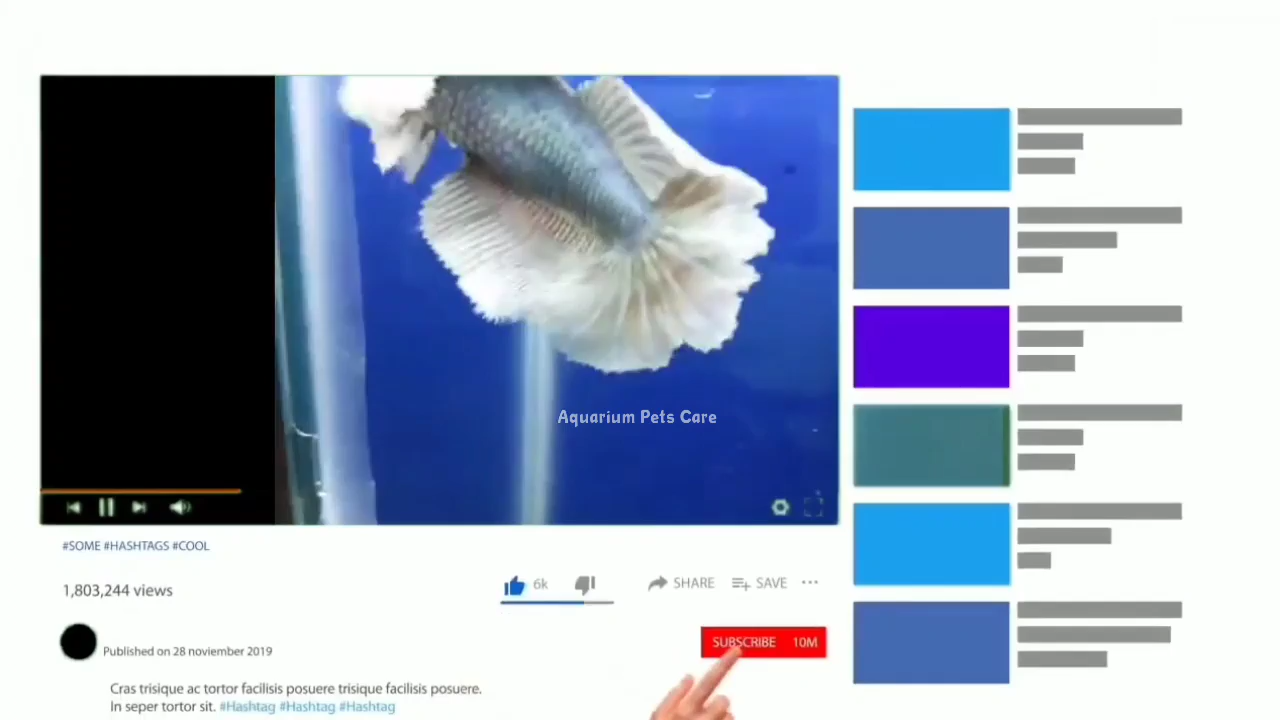 Aquarium Pets Care
#SOME #HASHTAGS #COOL
1,803,244 views
6k
SHARE
SAVE
SUBSCRIBE 10M
Published on 28 noviember 2019
Cras trisique ac tortor facilisis posuere trisique facilisis posuere.
In seper tortor sit. #Hashtag #Hashtag #Hashtag